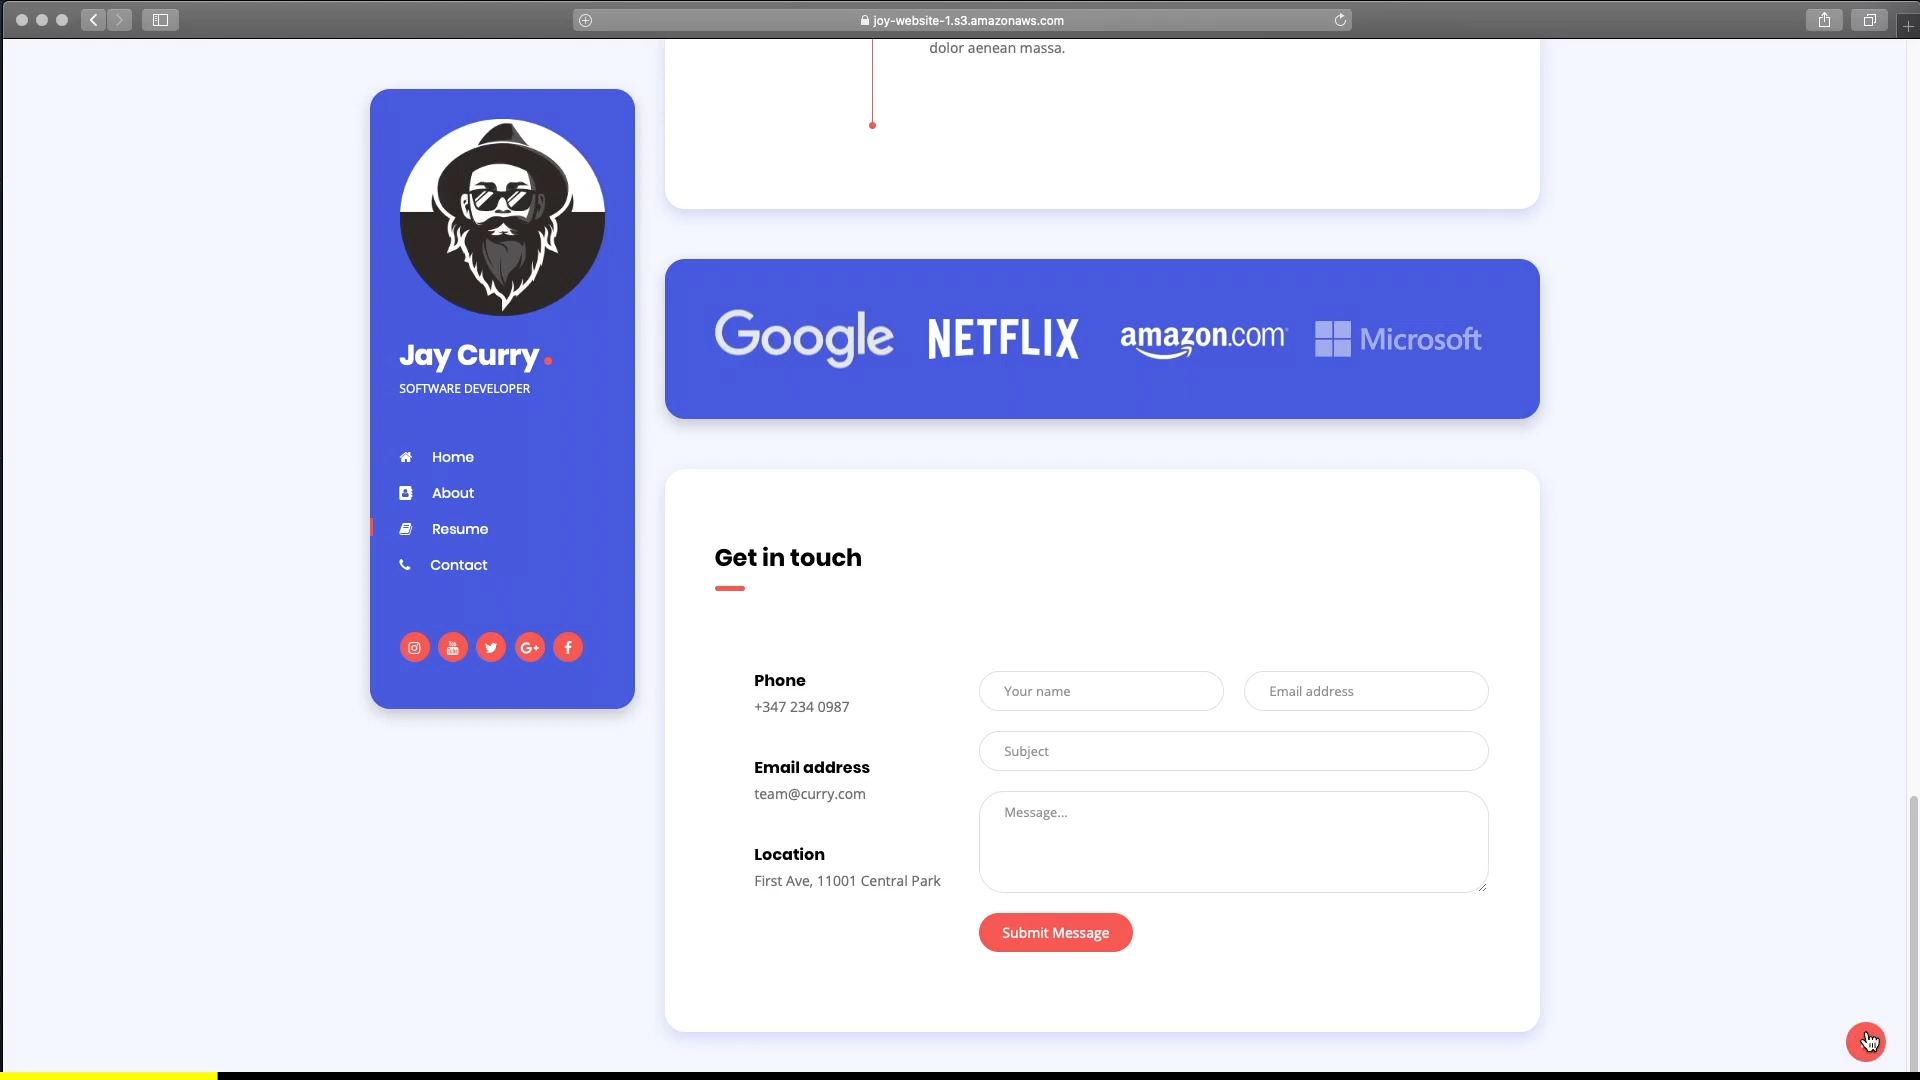 joy-website-1.s3.amazonaws.com
dolor aenean massa.
Jay Curry.
SOFTWARE DEVELOPER
Home
About
Resume
Contact
Google NETFLIX amazon.com Microsoft
Get in touch
Phone
+347 234 0987
Email address
team@curry.com
Location
First Ave, 11001 Central Park
Your name
Email address
Subject
Message...
Submit Message